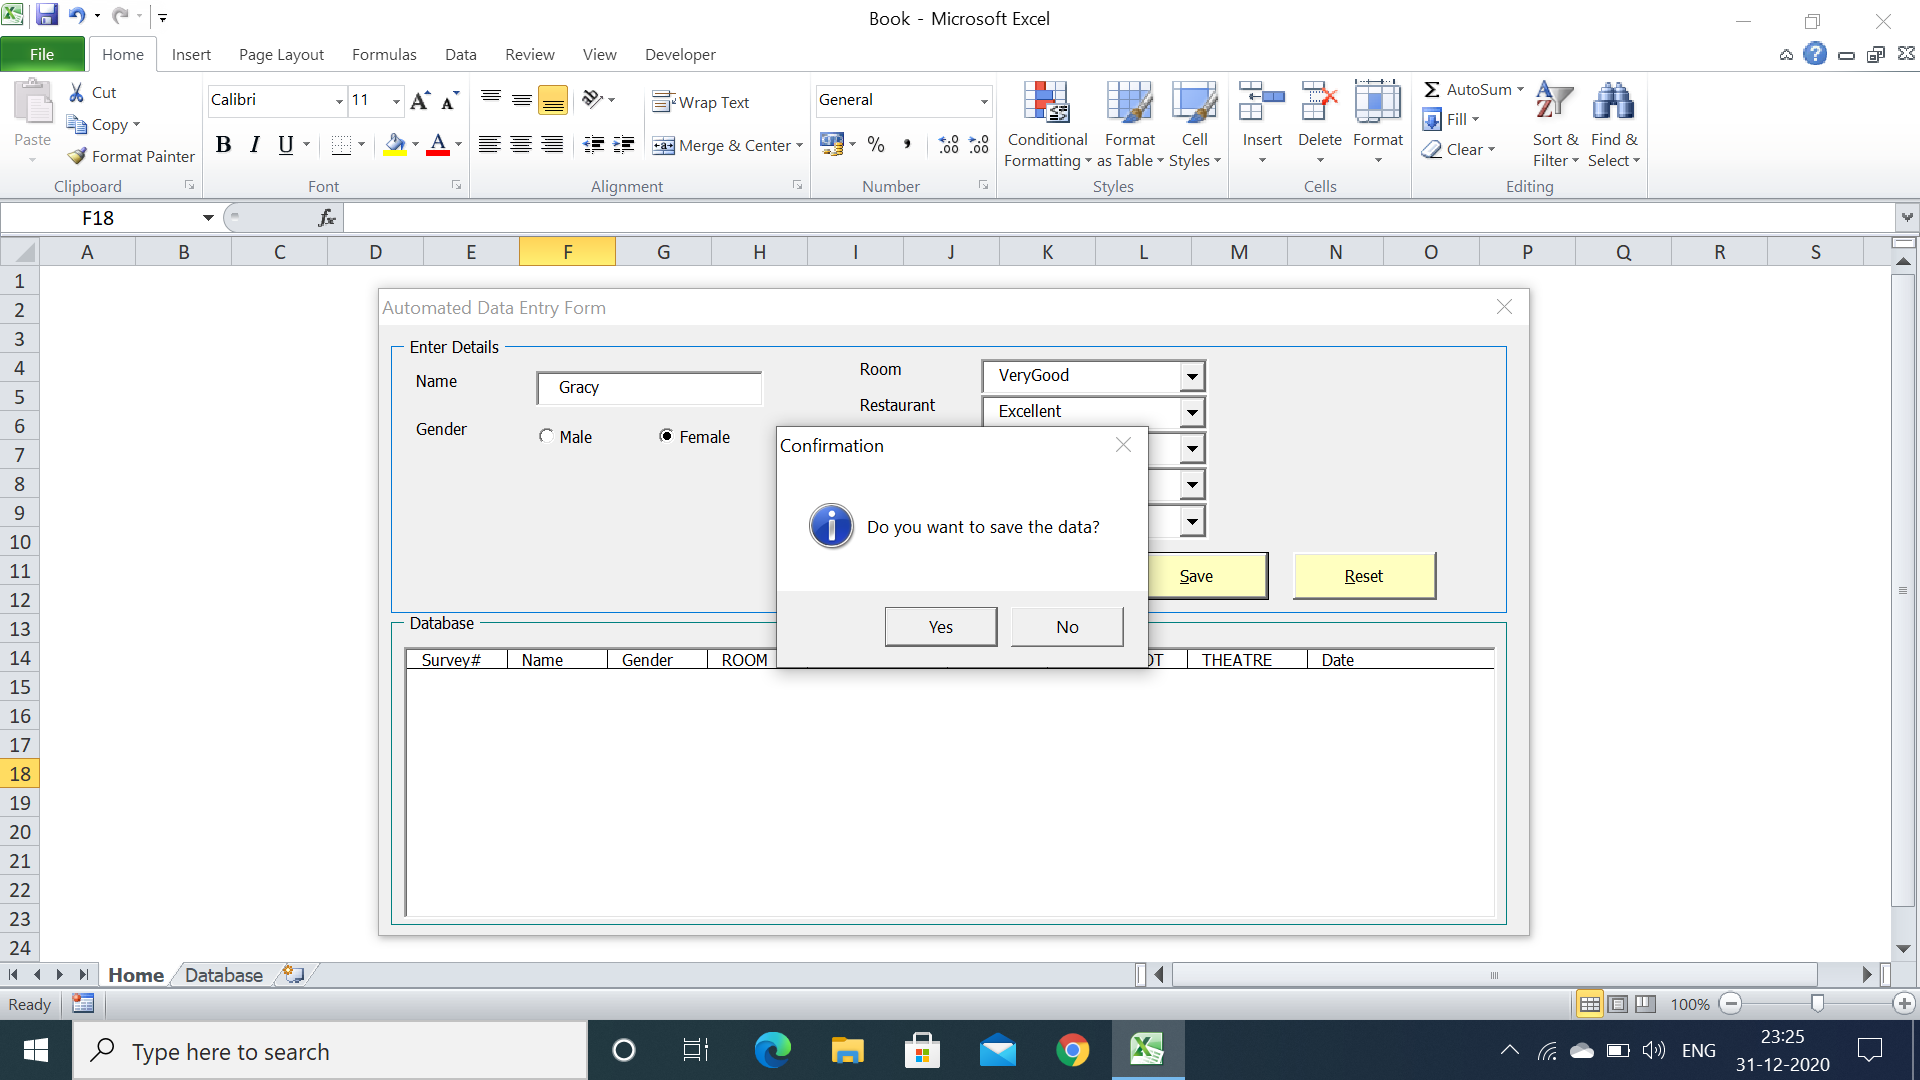 Book - Microsoft Excel
File Home Insert Page Layout Formulas Data Review View Developer
Paste
Cut
Copy
Format Painter
Clipboard
Calibri 11
B I U A
Font
Wrap Text
Merge & Center
Alignment
General
% ,
Number
Conditional Formatting
Format as Table
Cell Styles
Styles
Insert Delete Format
Cells
Σ AutoSum
Fill
Clear
Sort & Filter
Find & Select
Editing
F18 fx
A B C D E F G H I J K L M N O P Q R S
1
2
3
4
5
6
7
8
9
10
11
12
13
14
15
16
17
18
19
20
21
22
23
24
Automated Data Entry Form
Enter Details
Name Gracy
Gender Male Female
Room VeryGood
Restaurant Excellent
Confirmation
Do you want to save the data?
Yes No
Save Reset
Database
Survey# Name Gender ROOM OT THEATRE Date
Home Database
Ready
100%
Type here to search
ENG
23:25
31-12-2020